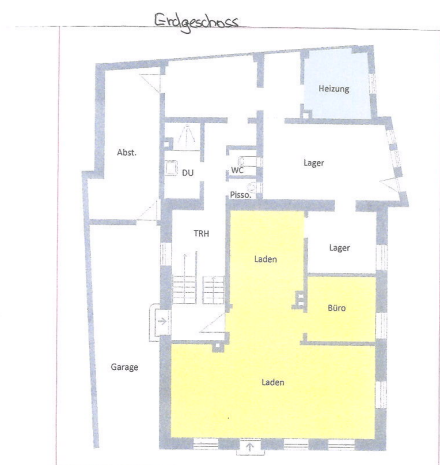 Erdgeschoss
Heizung
Abst.
Lager
DU
WC
Pisso.
TRH
Laden
Lager
Büro
Garage
Laden